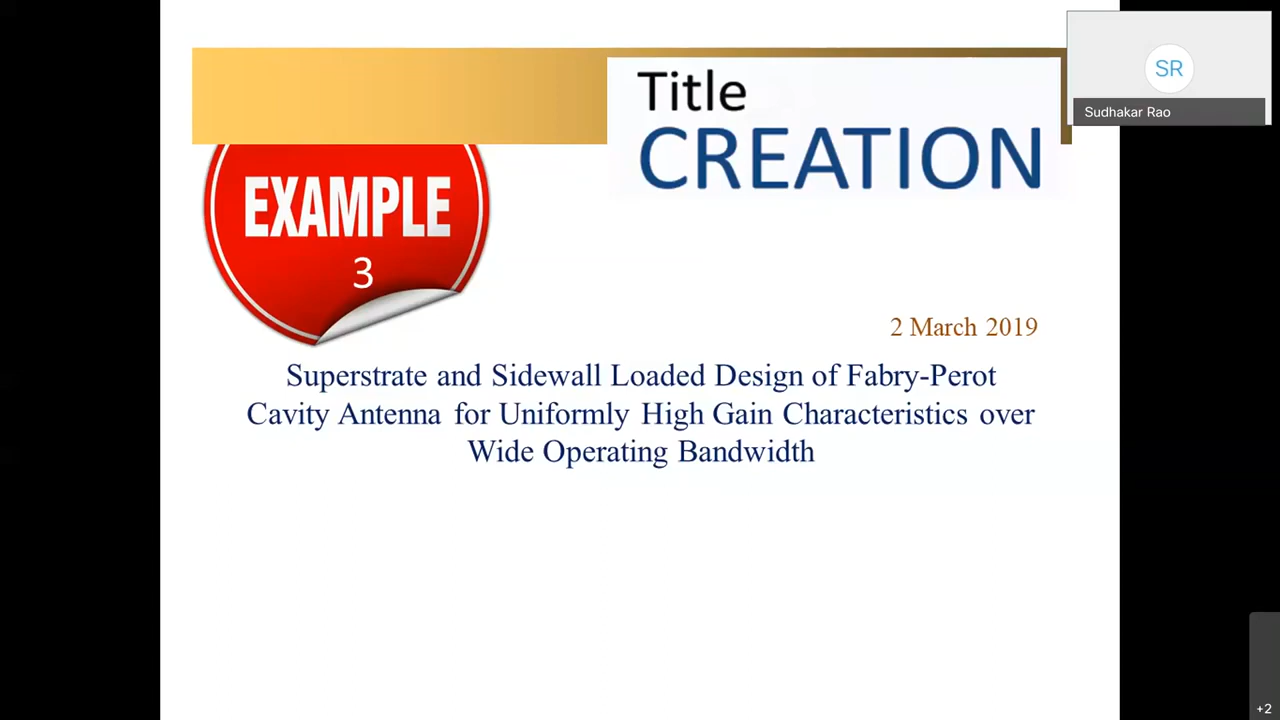 Title
CREATION
SR
Sudhakar Rao
EXAMPLE
3
2 March 2019
Superstrate and Sidewall Loaded Design of Fabry-Perot
Cavity Antenna for Uniformly High Gain Characteristics over
Wide Operating Bandwidth
+2